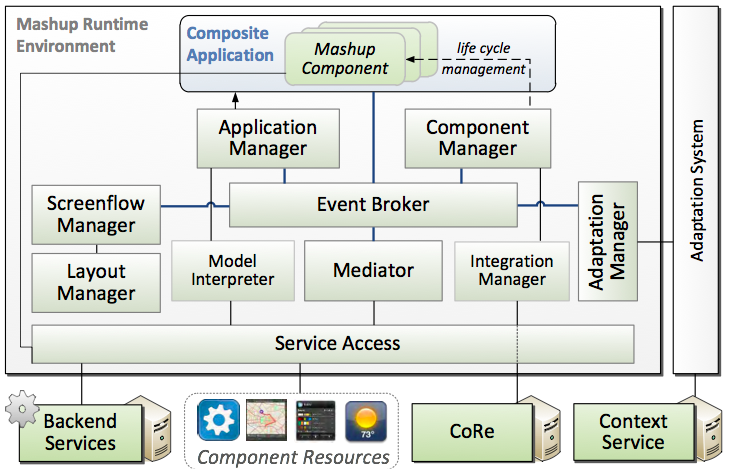 Mashup Runtime
Environment
Composite
Application
Mashup
Component
life cycle
management
Application
Manager
Component
Manager
Screenflow
Manager
Event Broker
Adaptation
Manager
Adaptation System
Layout
Manager
Model
Interpreter
Mediator
Integration
Manager
Service Access
Backend
Services
73°
Component Resources
CoRe
Context
Service